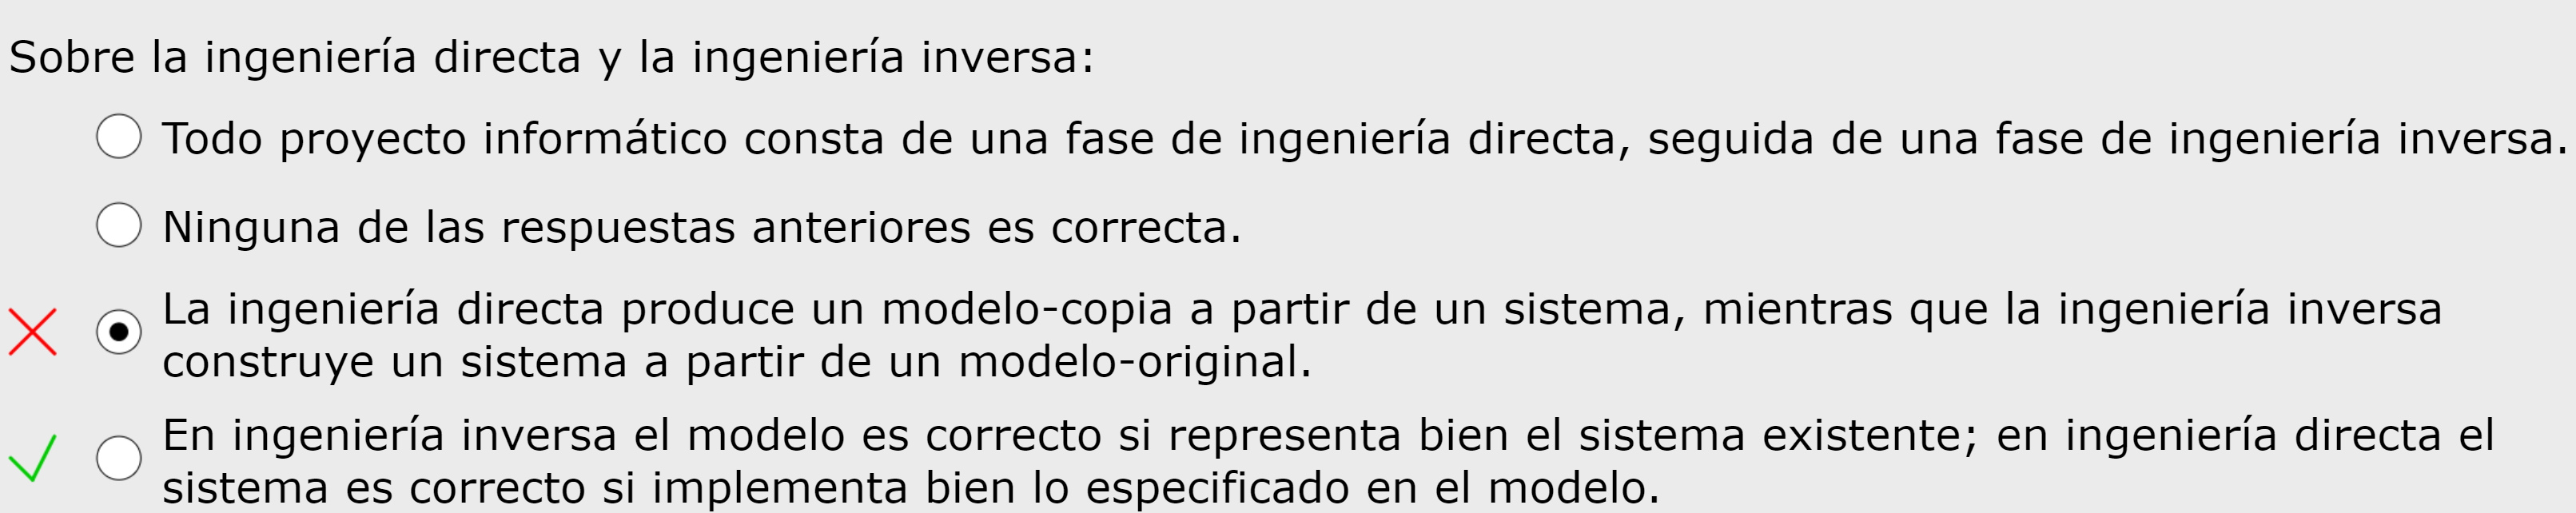 Sobre la ingeniería directa y la ingeniería inversa:
Todo proyecto informático consta de una fase de ingeniería directa, seguida de una fase de ingeniería inversa.
Ninguna de las respuestas anteriores es correcta.
La ingeniería directa produce un modelo-copia a partir de un sistema, mientras que la ingeniería inversa
construye un sistema a partir de un modelo-original.
En ingeniería inversa el modelo es correcto si representa bien el sistema existente; en ingeniería directa el
sistema es correcto si implementa bien lo especificado en el modelo.